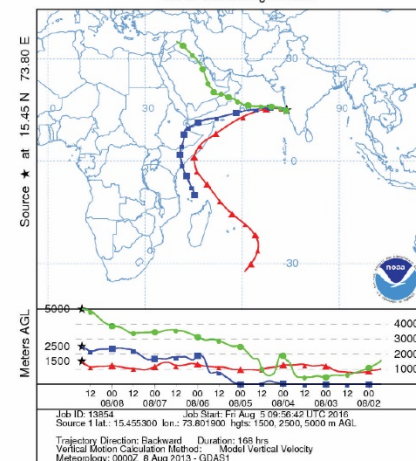 Source ★ at 15.45 N 73.80 E
30
0
30
60
90
0
-30
noaa
Meters AGL
5000
2500
1500
4000
3000
2000
1000
12 00 12 00 12 00 12 00 12 00 12 00 12 00
08/08 08/07 08/06 08/05 08/04 08/03 08/02
Job ID: 13854 Job Start: Fri Aug 5 09:56:42 UTC 2016
Source 1 lat.: 15.455300 lon.: 73.801900 hgts: 1500, 2500, 5000 m AGL
Trajectory Direction: Backward Duration: 168 hrs
Vertical Motion Calculation Method: Model Vertical Velocity
Meteorology: 0000Z 8 Aug 2013 - GDAS1